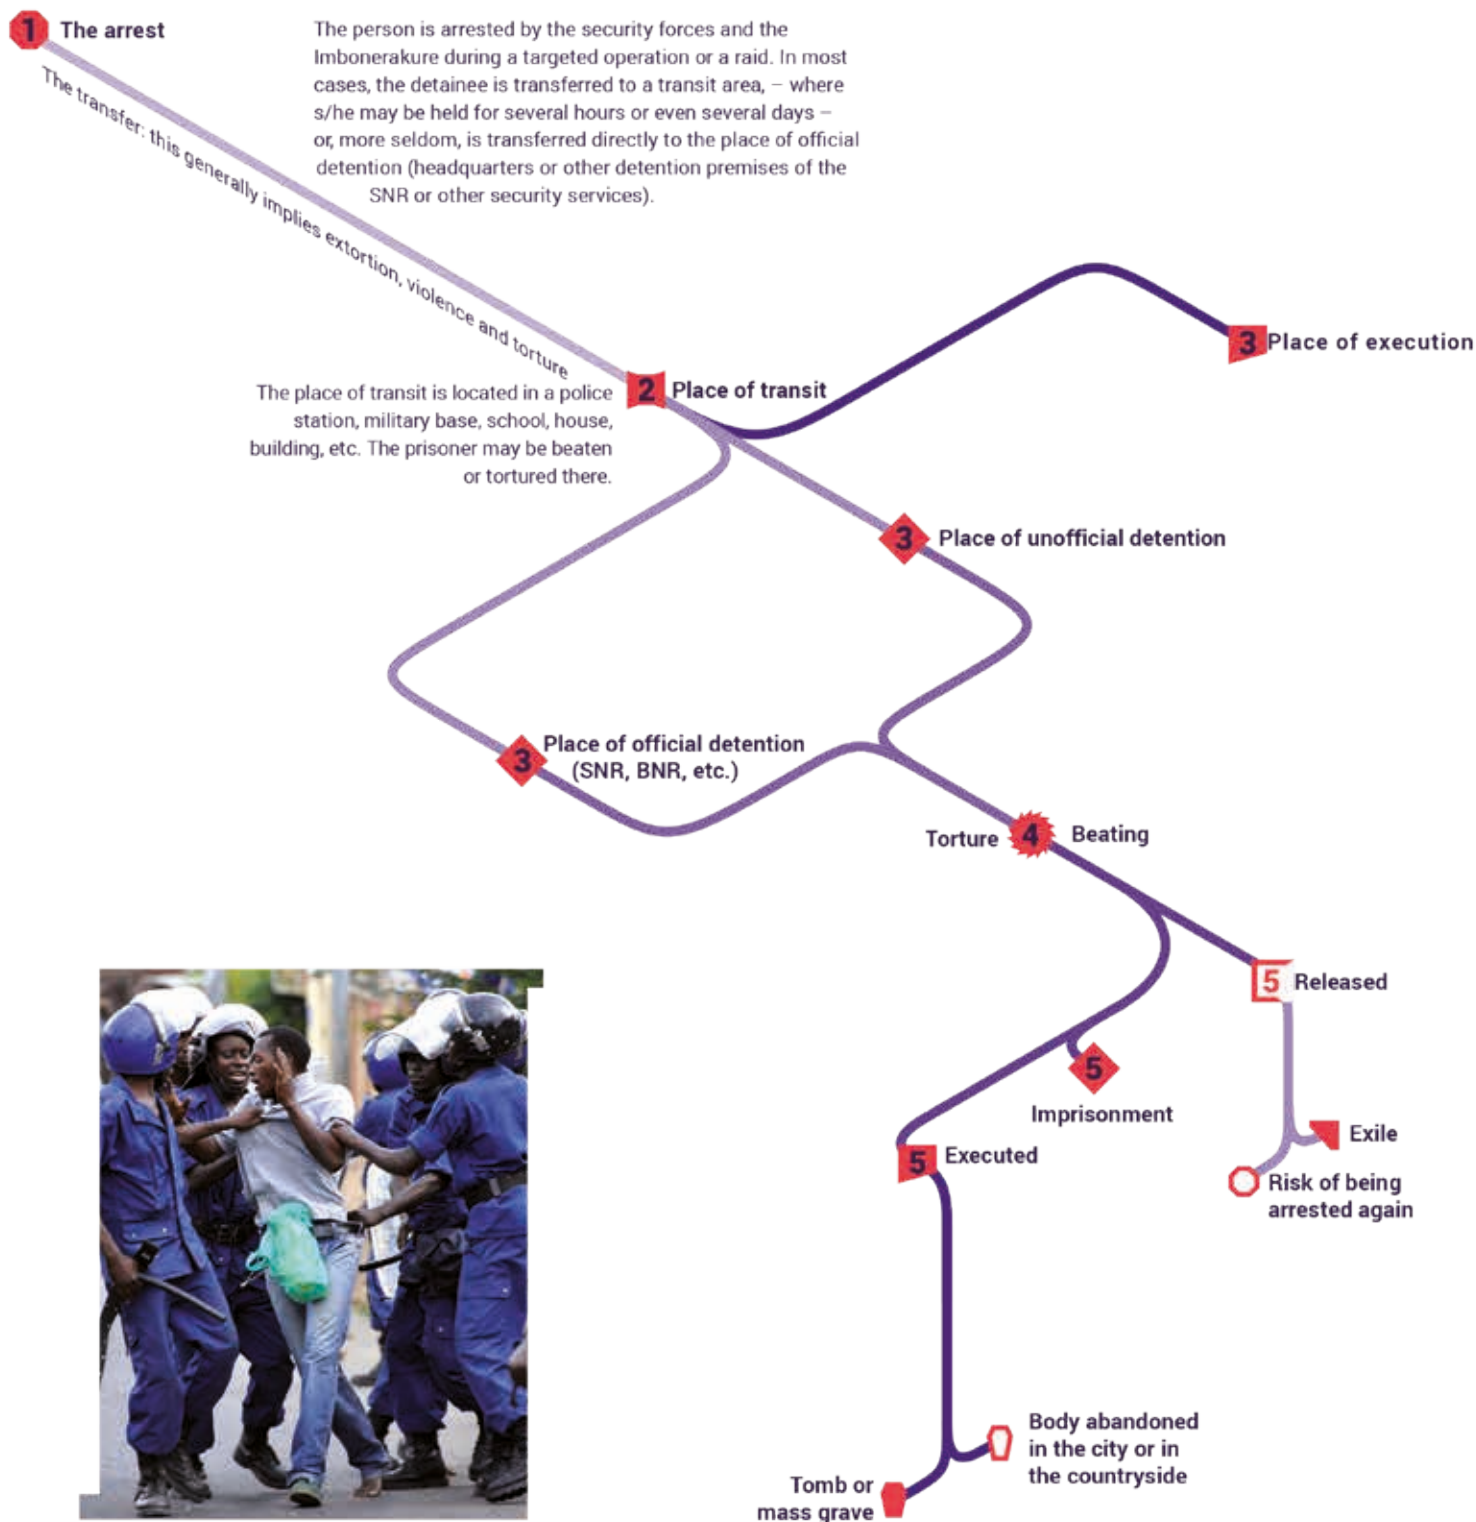 1 The arrest
The person is arrested by the security forces and the
Imbonerakure during a targeted operation or a raid. In most
cases, the detainee is transferred to a transit area, – where
s/he may be held for several hours or even several days –
or, more seldom, is transferred directly to the place of official
detention (headquarters or other detention premises of the
SNR or other security services).
The transfer: this generally implies extortion, violence and torture
3 Place of execution
2 Place of transit
The place of transit is located in a police
station, military base, school, house,
building, etc. The prisoner may be beaten
or tortured there.
3 Place of unofficial detention
3 Place of official detention
(SNR, BNR, etc.)
Torture 4 Beating
5 Released
5
Imprisonment
Exile
5 Executed
Risk of being
arrested again
Body abandoned
in the city or in
the countryside
Tomb or
mass grave